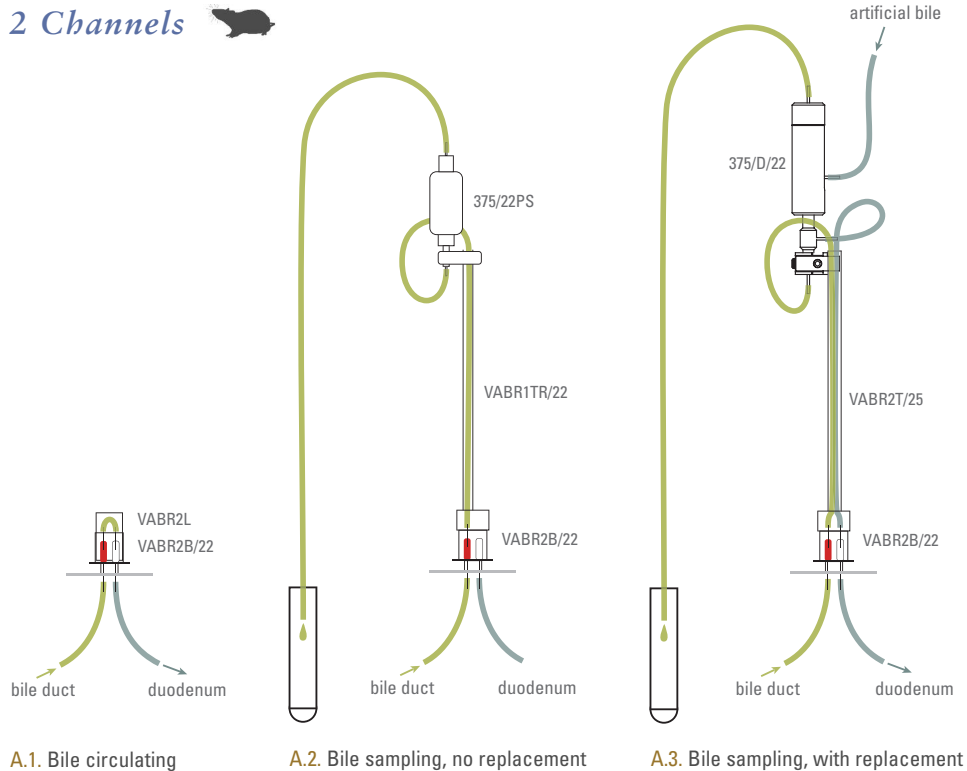 2 Channels
artificial bile
375/D/22
375/22PS
VABR1TR/22
VABR2T/25
VABR2L
VABR2B/22
VABR2B/22
VABR2B/22
bile duct
duodenum
bile duct
duodenum
bile duct
duodenum
A.1. Bile circulating
A.2. Bile sampling, no replacement
A.3. Bile sampling, with replacement